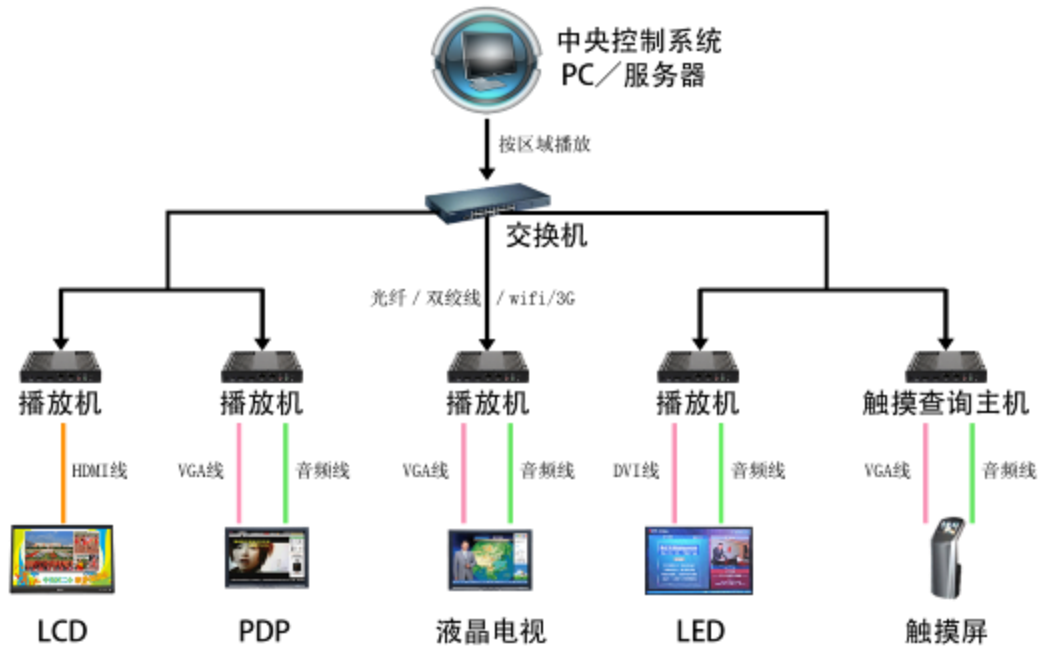 中央控制系统
PC／服务器
按区域播放
交换机
光纤/双绞线/wifi/3G
播放机
播放机
播放机
播放机
触摸查询主机
HDMI线
VGA线
音频线
VGA线
音频线
DVI线
音频线
VGA线
音频线
LCD
PDP
液晶电视
LED
触摸屏